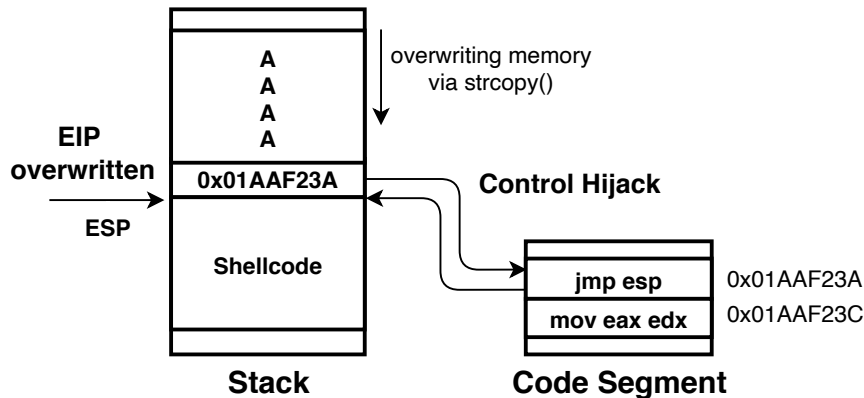 A
A
A
A
overwriting memory
via strcopy()
EIP
overwritten
0x01AAF23A
ESP
Control Hijack
Shellcode
jmp esp
0x01AAF23A
mov eax edx
0x01AAF23C
Stack
Code Segment